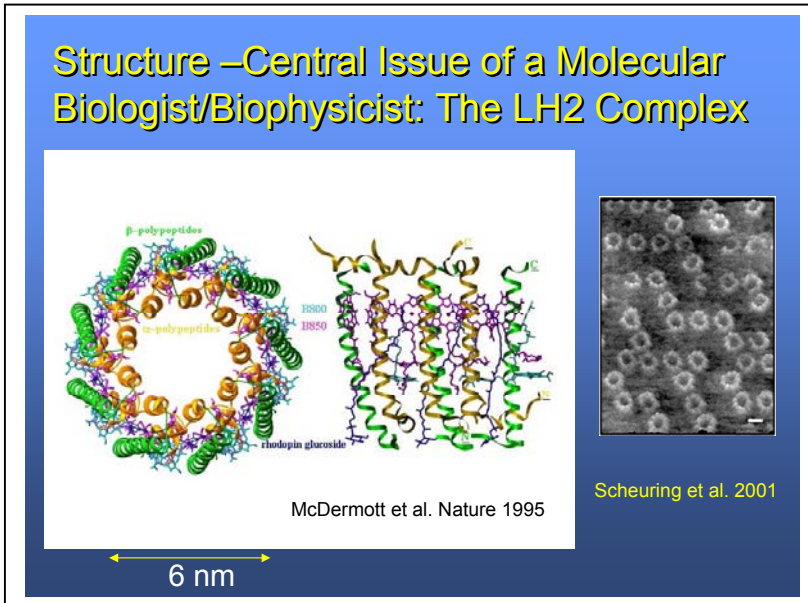 Structure –Central Issue of a Molecular
Biologist/Biophysicist: The LH2 Complex
β-polypeptides
α-polypeptides
B800
B850
rhodopin glucoside
C
C
N
McDermott et al. Nature 1995
Scheuring et al. 2001
6 nm